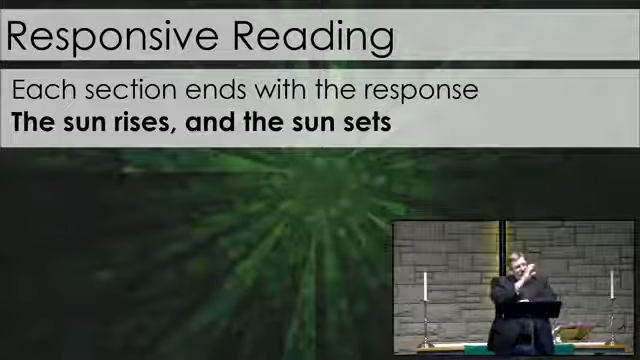 Responsive Reading
Each section ends with the response
The sun rises, and the sun sets